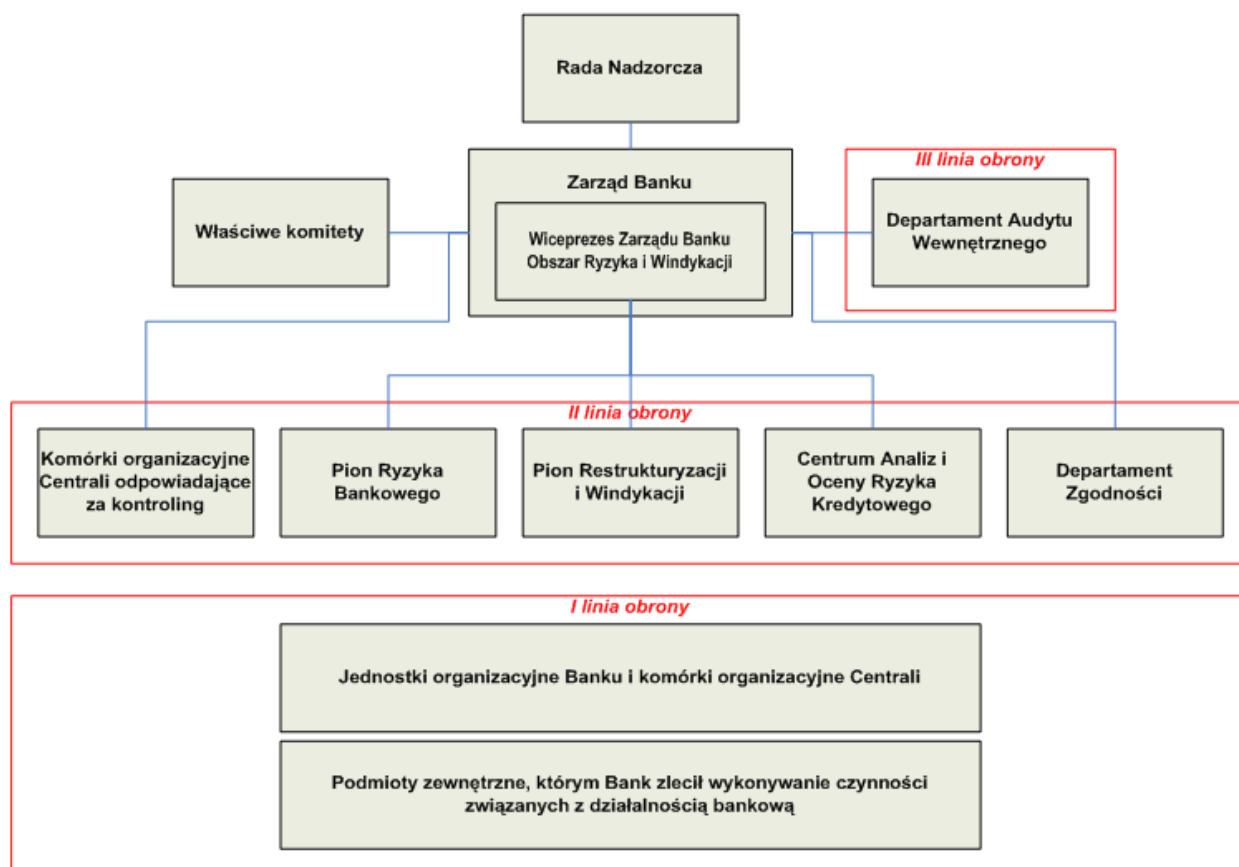 Rada Nadzorcza
Zarząd Banku
Wiceprezes Zarządu Banku
Obszar Ryzyka i Windykacji
Właściwe komitety
III linia obrony
Departament Audytu
Wewnętrznego
II linia obrony
Komórki organizacyjne
Centrali odpowiadające
za kontroling
Pion Ryzyka
Bankowego
Pion Restrukturyzacji
i Windykacji
Centrum Analiz i
Oceny Ryzyka
Kredytowego
Departament
Zgodności
I linia obrony
Jednostki organizacyjne Banku i komórki organizacyjne Centrali
Podmioty zewnętrzne, którym Bank zlecił wykonywanie czynności
związanych z działalnością bankową